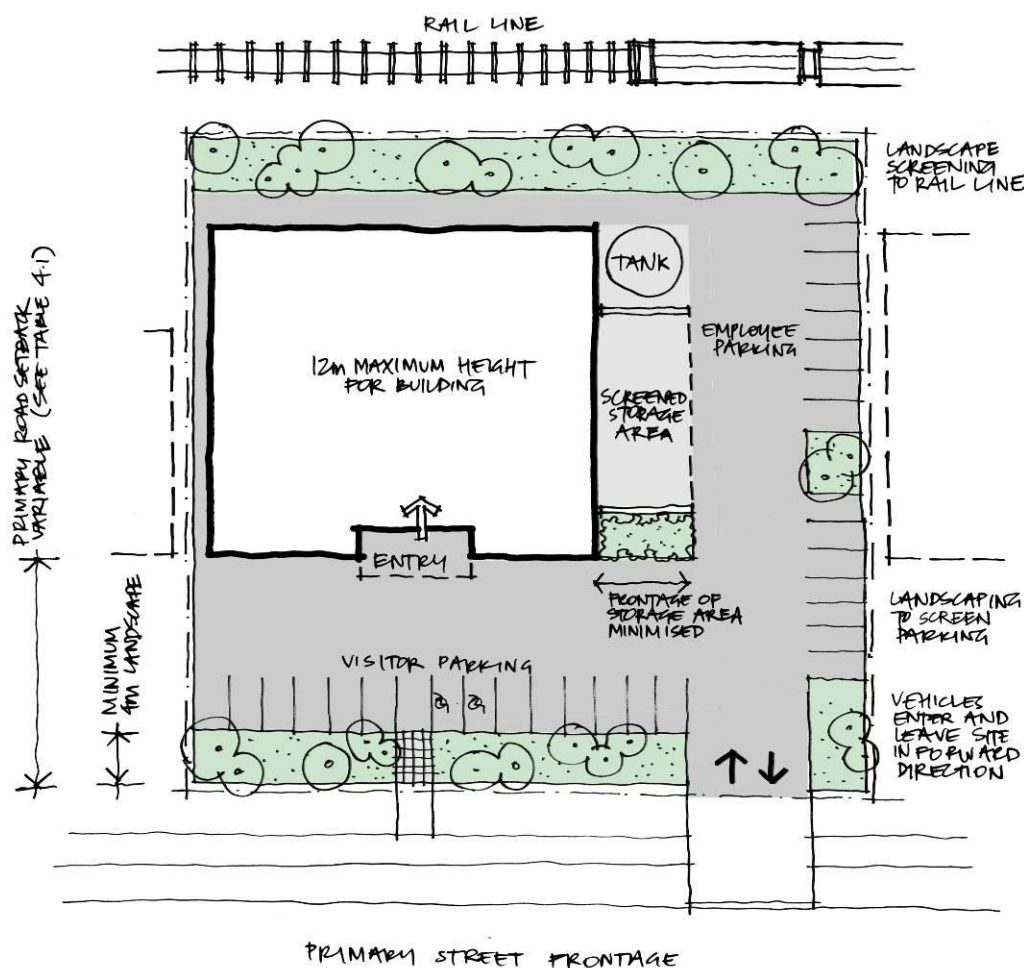 RAIL LINE
LANDSCAPE
SCREENING
TO RAIL LINE
TANK
PRIMARY ROAD SETBACK
VARIABLE (SEE TABLE 4.1)
EMPLOYEE
PARKING
12m MAXIMUM HEIGHT
FOR BUILDING
SCREENED
STORAGE
AREA
ENTRY
MINIMUM
4m LANDSCAPE
FRONTAGE OF
STORAGE AREA
MINIMISED
LANDSCAPING
TO SCREEN
PARKING
VISITOR PARKING
VEHICLES
ENTER AND
LEAVE SITE
IN FORWARD
DIRECTION
PRIMARY STREET FRONTAGE